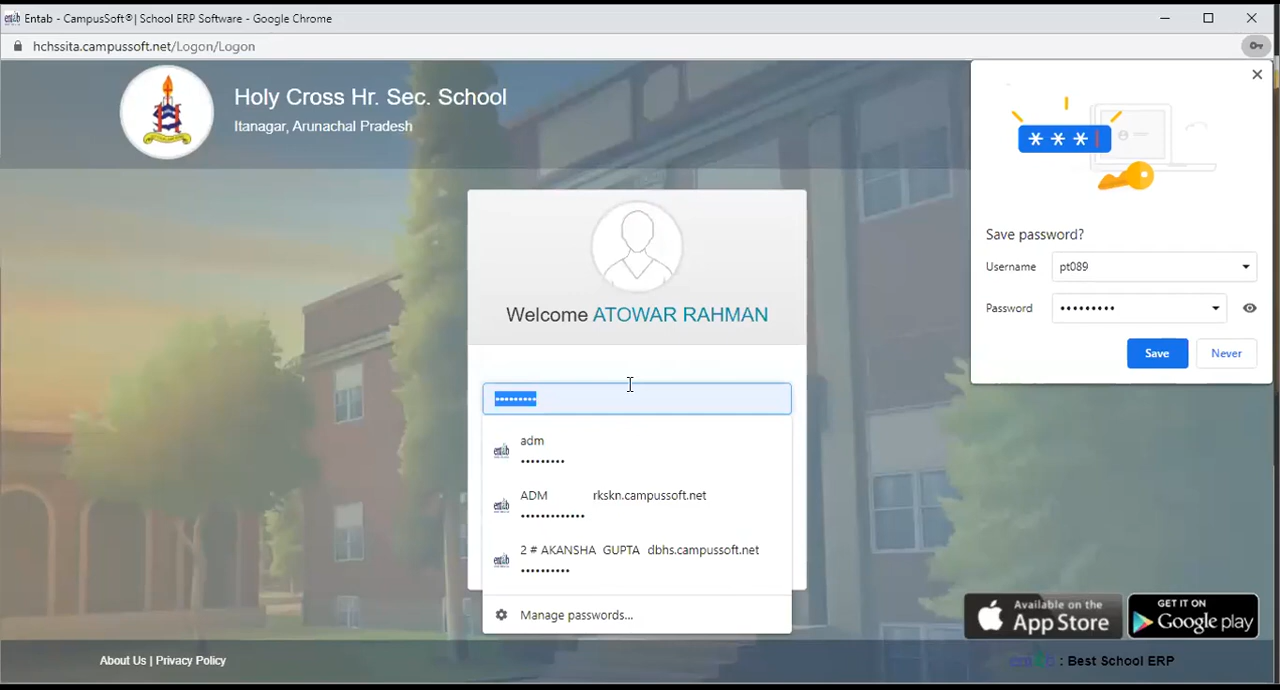 Entab - CampusSoft®| School ERP Software - Google Chrome
hchssita.campussoft.net/Logon/Logon
Holy Cross Hr. Sec. School
Itanagar, Arunachal Pradesh
* * *
Save password?
Username pt089
Password •••••••••
Save Never
Welcome ATOWAR RAHMAN
•••••••••
adm
•••••••••
ADM rkskn.campussoft.net
•••••••••••••
2 # AKANSHA GUPTA dbhs.campussoft.net
••••••••••
Manage passwords...
Available on the
App Store
GET IT ON
Google play
About Us | Privacy Policy
: Best School ERP